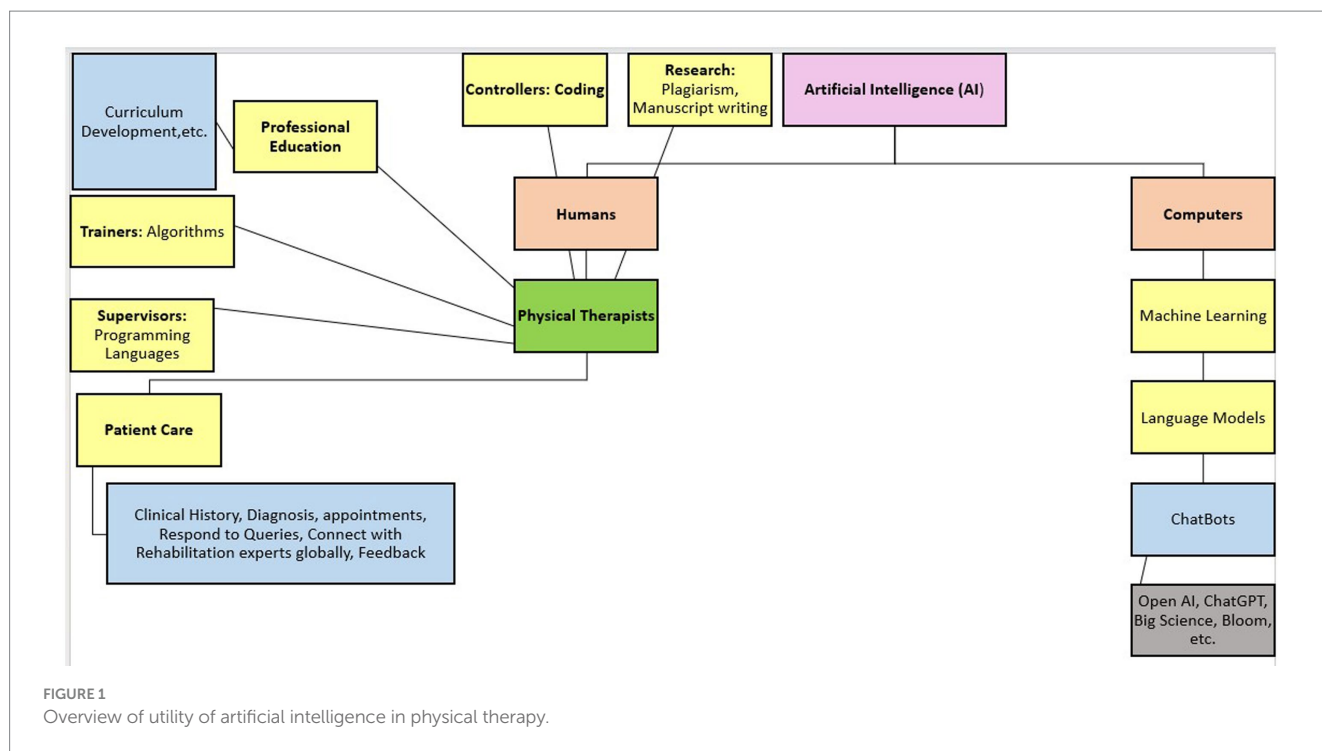 Curriculum
Development,etc.
Professional
Education
Controllers: Coding
Research:
Plagiarism,
Manuscript writing
Artificial Intelligence (AI)
Trainers: Algorithms
Humans
Computers
Supervisors:
Programming
Languages
Physical Therapists
Machine Learning
Patient Care
Language Models
Clinical History, Diagnosis, appointments,
Respond to Queries, Connect with
Rehabilitation experts globally, Feedback
ChatBots
Open AI, ChatGPT,
Big Science, Bloom,
etc.
FIGURE 1
Overview of utility of artificial intelligence in physical therapy.